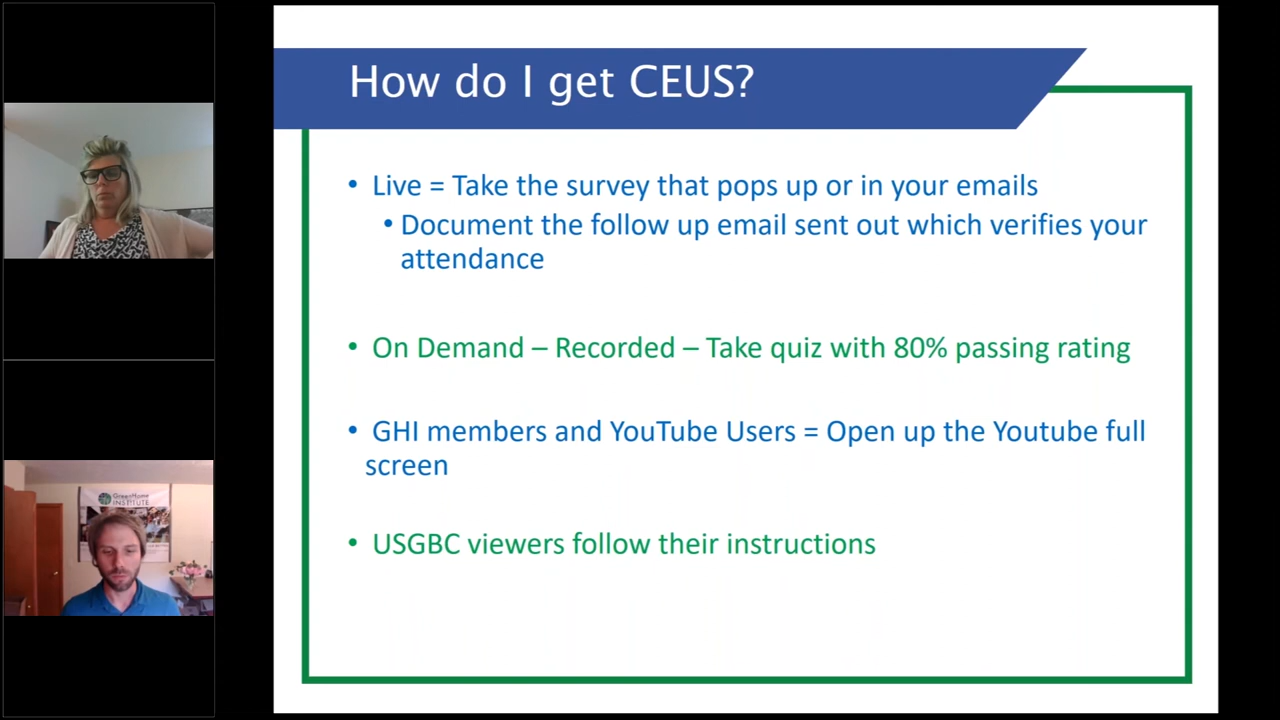 How do I get CEUS?
• Live = Take the survey that pops up or in your emails
• Document the follow up email sent out which verifies your
attendance
• On Demand – Recorded – Take quiz with 80% passing rating
• GHI members and YouTube Users = Open up the Youtube full
screen
• USGBC viewers follow their instructions
GreenHome
INSTITUTE